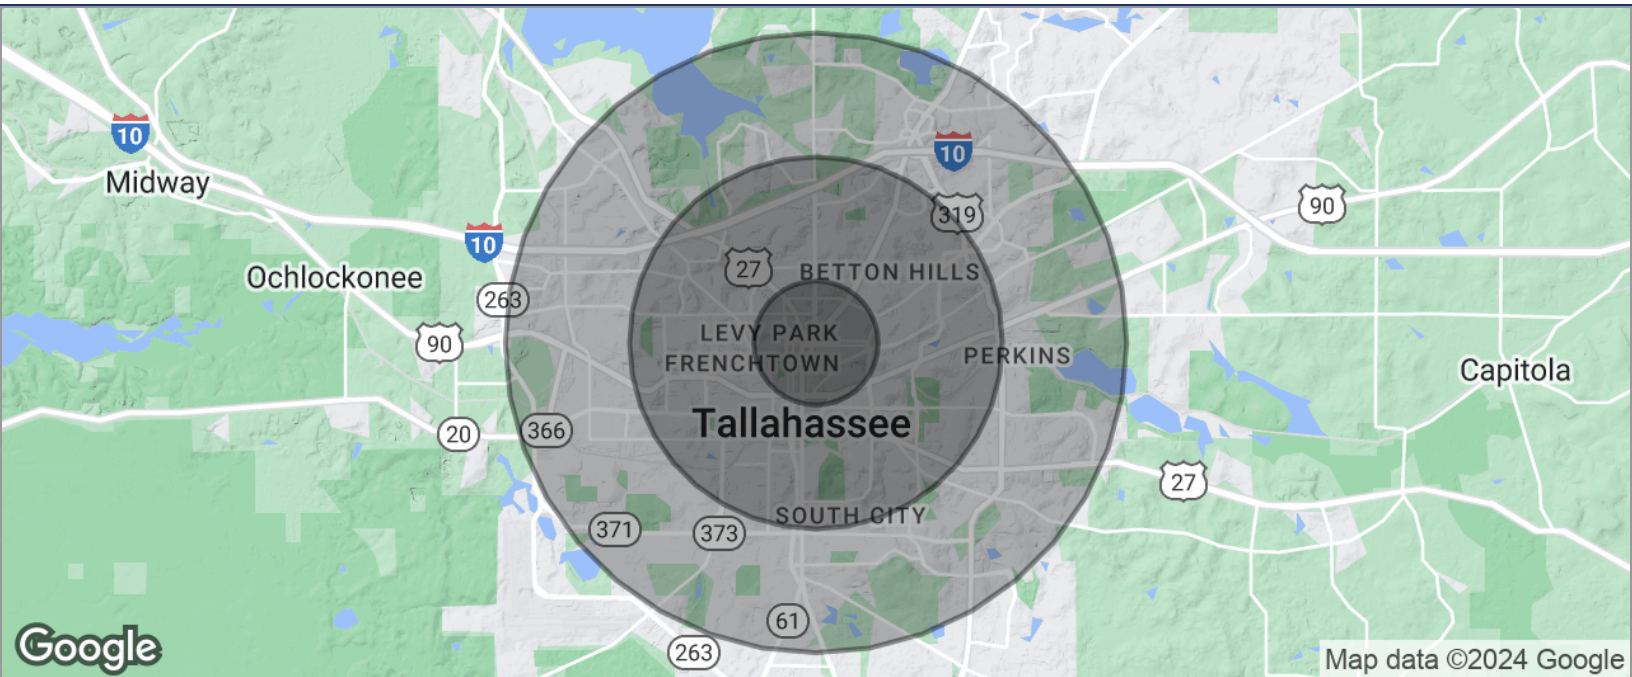 10
10
Midway
90
319
10
27
BETTON HILLS
Ochlockonee
263
LEVY PARK
90
PERKINS
FRENCHTOWN
Capitola
Tallahassee
366
20
27
SOUTH CITY
371
373
61
Google
263
Map data ©2024 Google